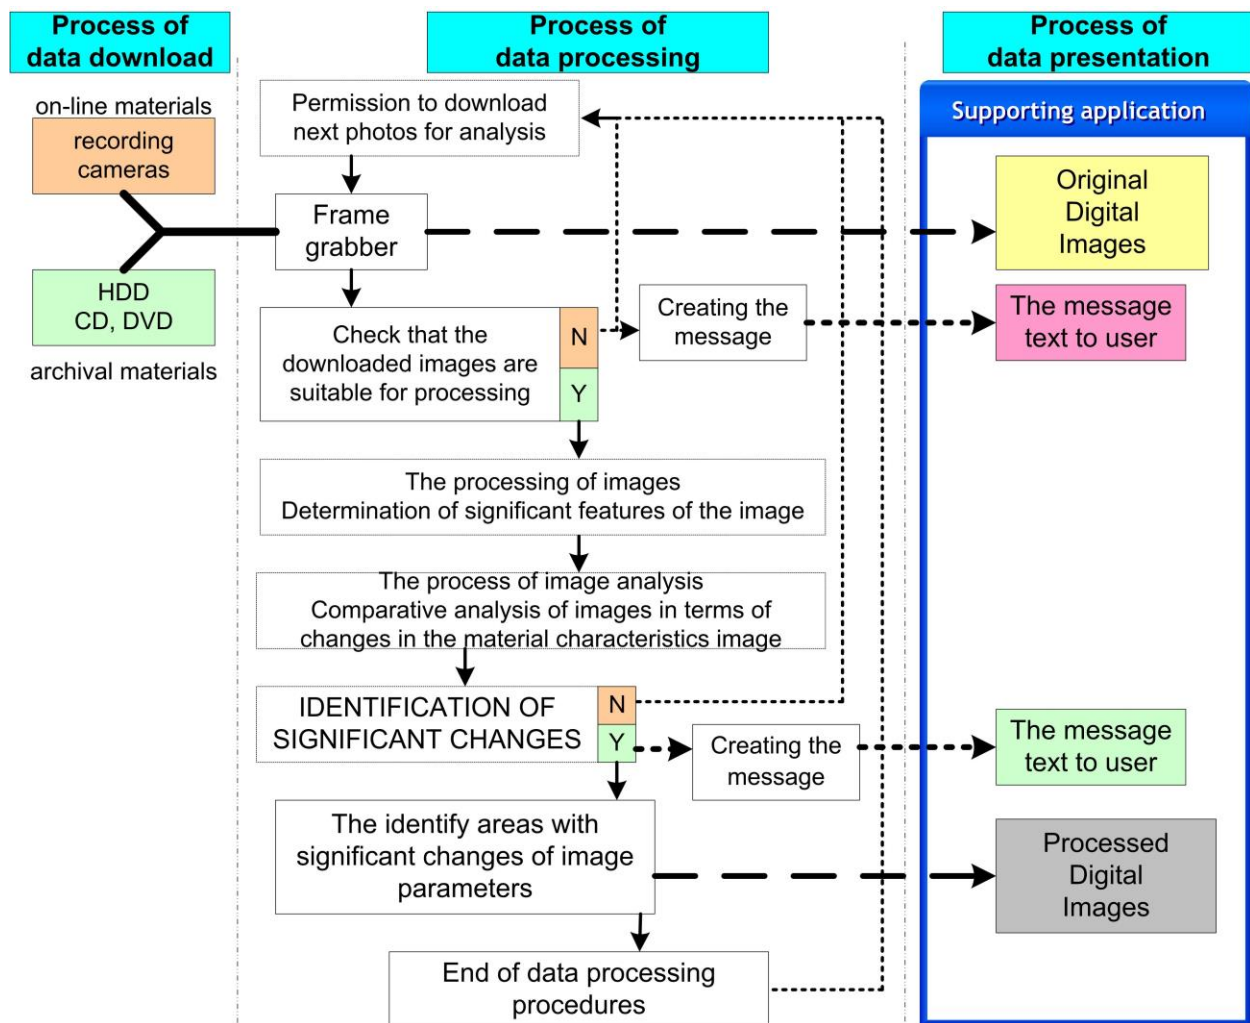 Process of
data download
Process of
data processing
Process of
data presentation
on-line materials
recording
cameras
HDD
CD, DVD
archival materials
Permission to download
next photos for analysis
Frame
grabber
Check that the
downloaded images are
suitable for processing
N
Y
Creating the
message
The processing of images
Determination of significant features of the image
The process of image analysis
Comparative analysis of images in terms of
changes in the material characteristics image
IDENTIFICATION OF
SIGNIFICANT CHANGES
N
Y
Creating the
message
The identify areas with
significant changes of image
parameters
End of data processing
procedures
Supporting application
Original
Digital
Images
The message
text to user
The message
text to user
Processed
Digital
Images